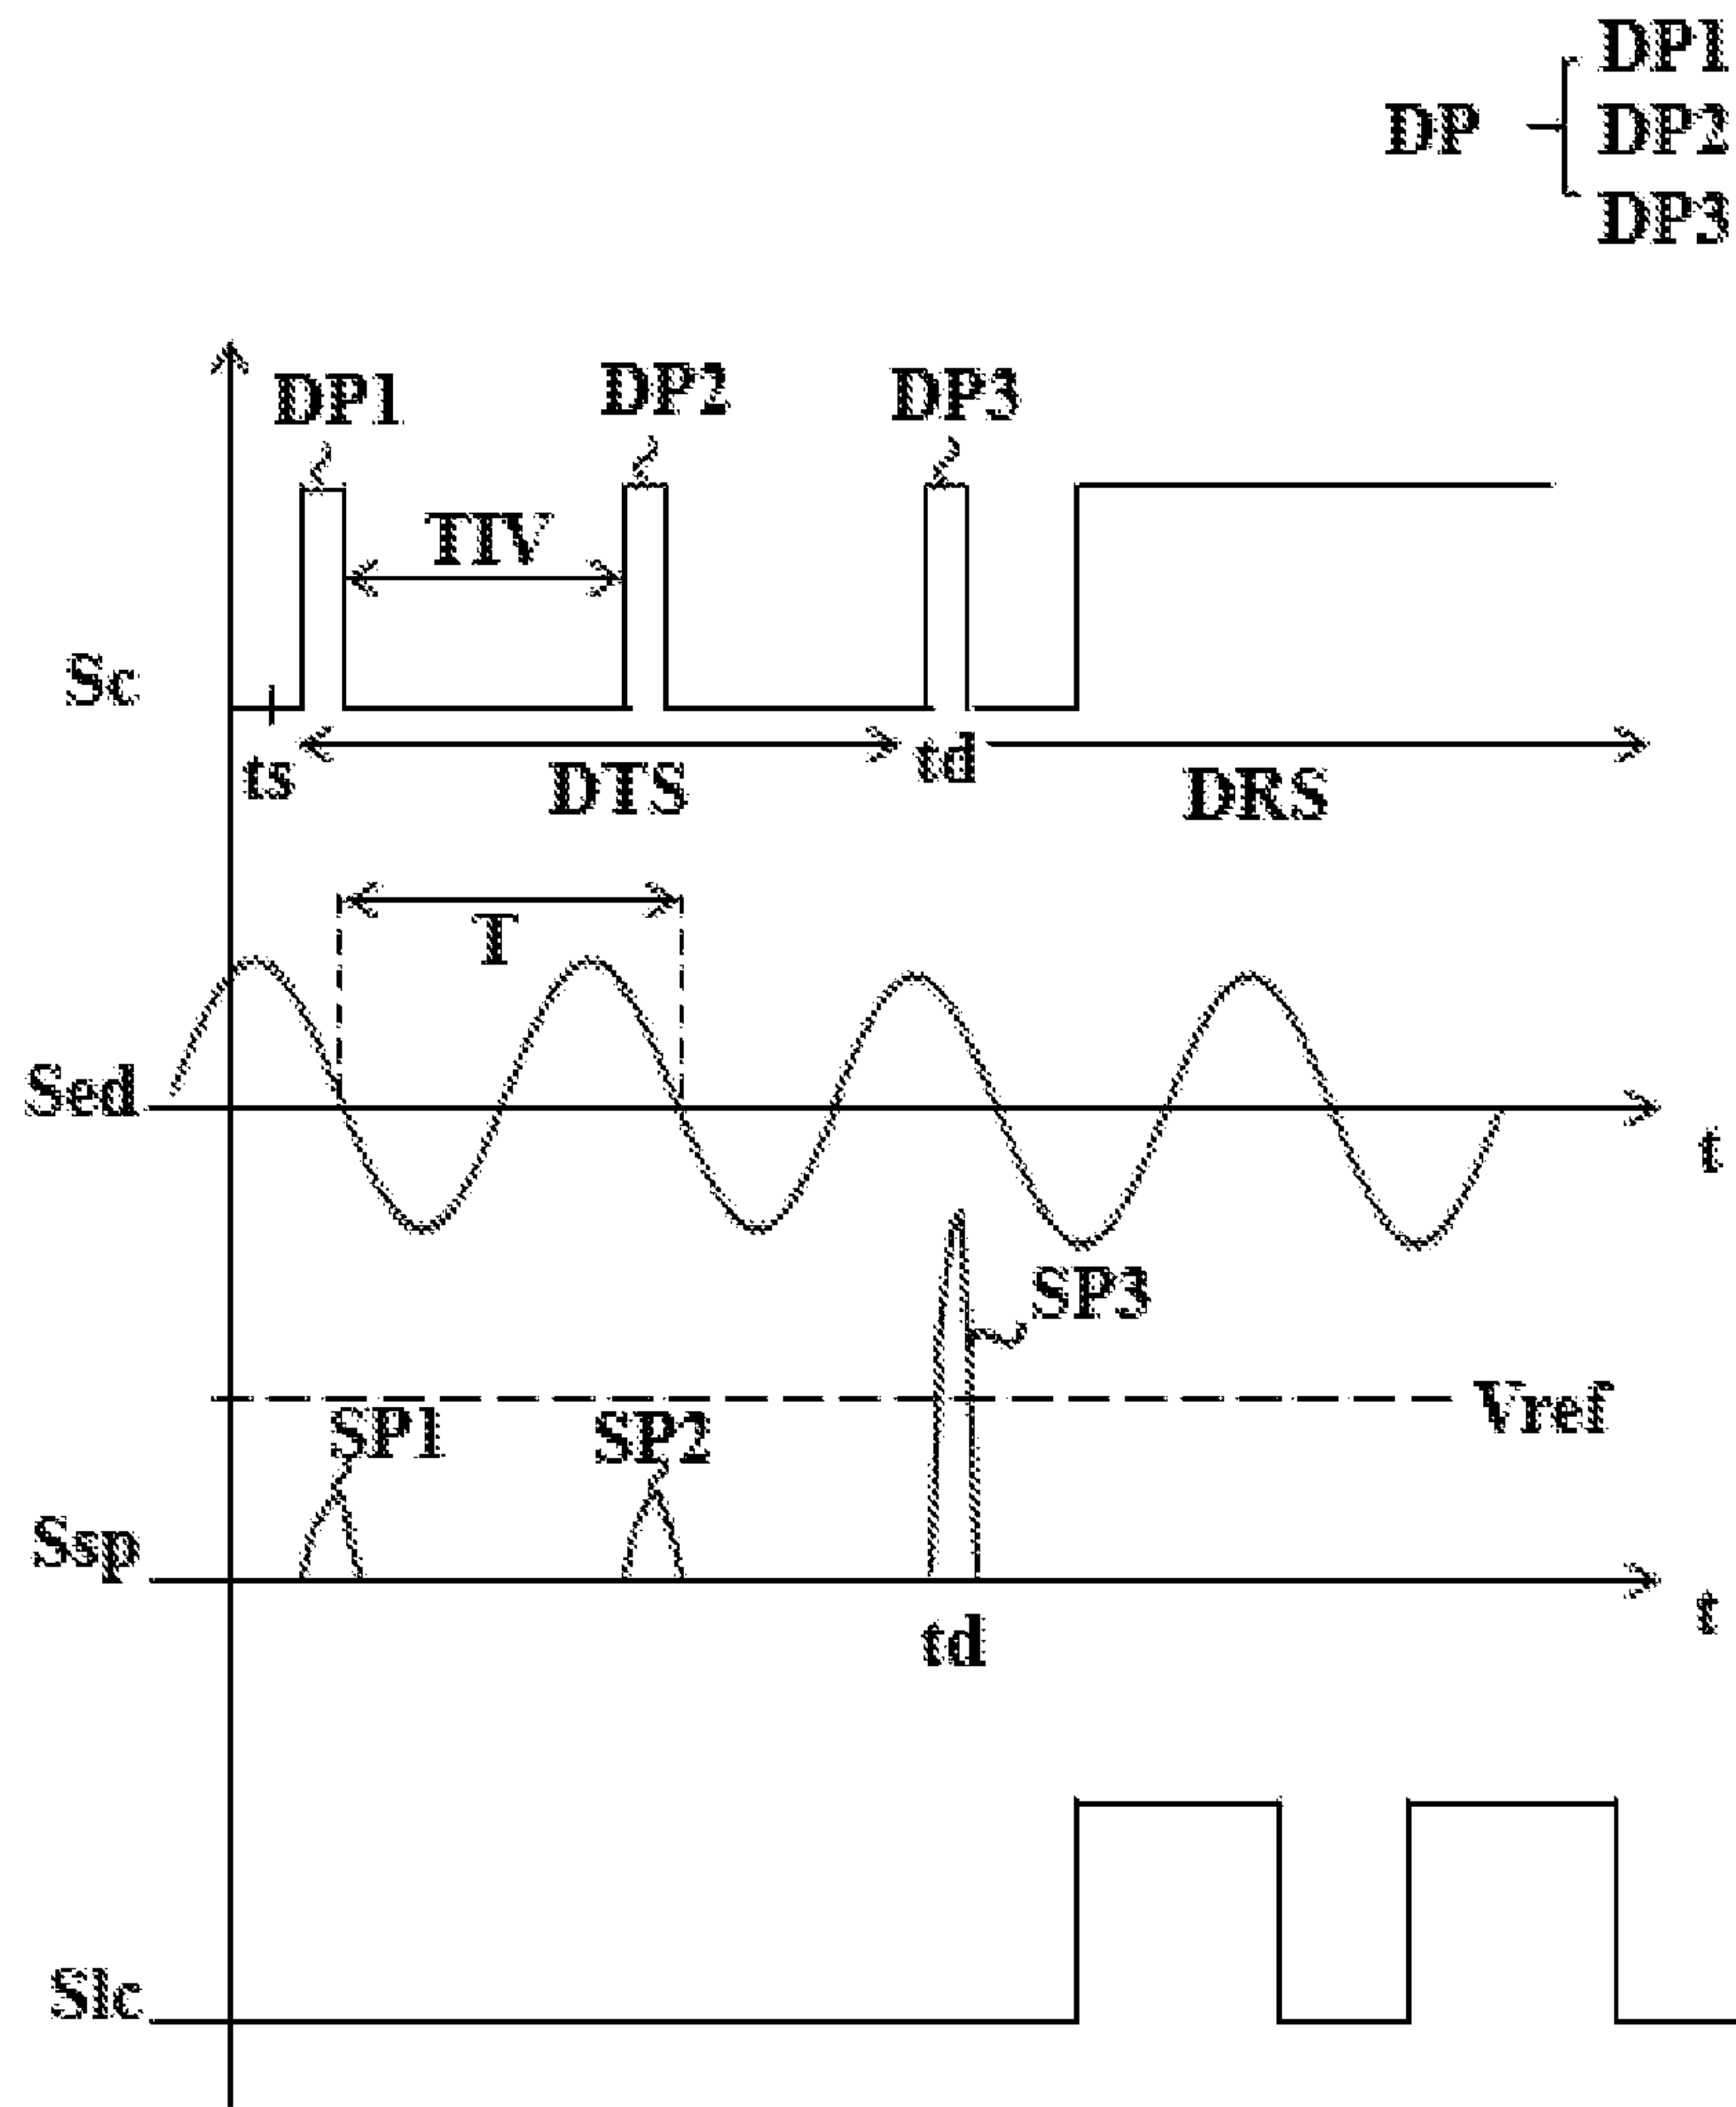 DP1
DP DP2
DP3
DP1 DP2 DP3
TIV
Sc
ts DTS td DRS
T
Sed
t
SP3
Vref
SP1 SP2
Ssp
t
td
Slc